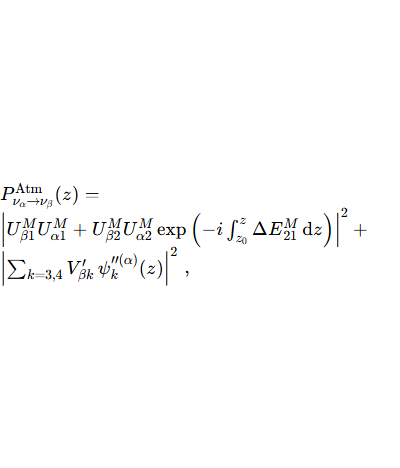 $P^{\mathrm{Atm}}_{\nu_\alpha \to \nu_\beta}(z) =$
$\left| U^M_{\beta 1} U^M_{\alpha 1} + U^M_{\beta 2} U^M_{\alpha 2} \exp\left( -i \int_{z_0}^{z} \Delta E^M_{21} \, \mathrm{d}z \right) \right|^2 +$
$\left| \sum_{k=3,4} V'_{\beta k} \, \psi''^{(\alpha)}_k(z) \right|^2 \, ,$